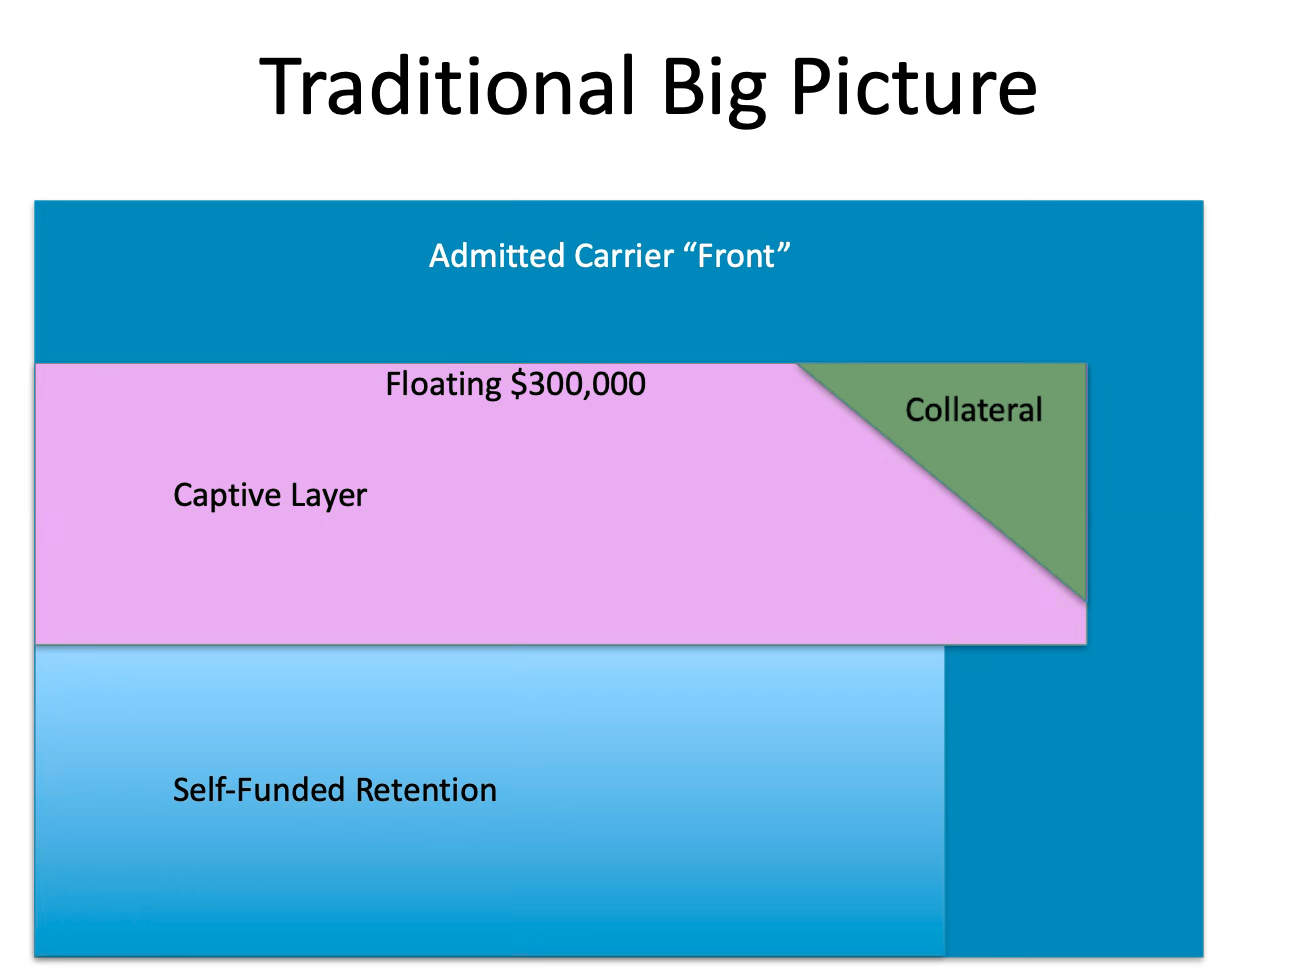 Traditional Big Picture
Admitted Carrier “Front”
Floating $300,000
Collateral
Captive Layer
Self-Funded Retention